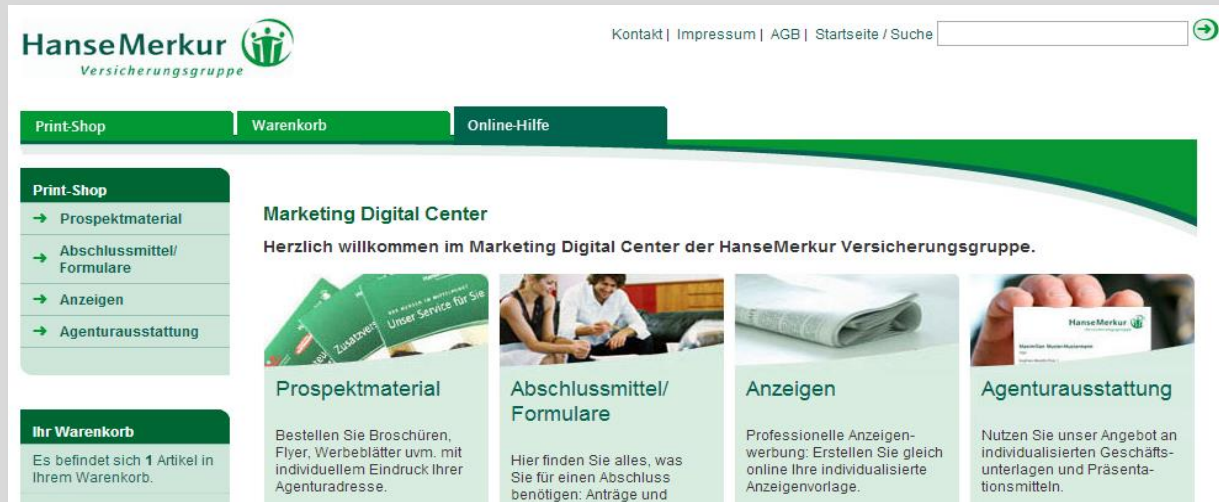 HanseMerkur
Versicherungsgruppe
Kontakt | Impressum | AGB | Startseite / Suche
Print-Shop
Warenkorb
Online-Hilfe
Print-Shop
Prospektmaterial
Abschlussmittel/
Formulare
Anzeigen
Agenturausstattung
Ihr Warenkorb
Es befindet sich 1 Artikel in
Ihrem Warenkorb.
Marketing Digital Center
Herzlich willkommen im Marketing Digital Center der HanseMerkur Versicherungsgruppe.
Unser Service für Sie
Prospektmaterial
Bestellen Sie Broschüren,
Flyer, Werbeblätter uvm. mit
individuellem Eindruck Ihrer
Agenturadresse.
Abschlussmittel/
Formulare
Hier finden Sie alles, was
Sie für einen Abschluss
benötigen: Anträge und
Anzeigen
Professionelle Anzeigen-
werbung: Erstellen Sie gleich
online Ihre individualisierte
Anzeigenvorlage.
HanseMerkur
Agenturausstattung
Nutzen Sie unser Angebot an
individualisierten Geschäfts-
unterlagen und Präsenta-
tionsmitteln.